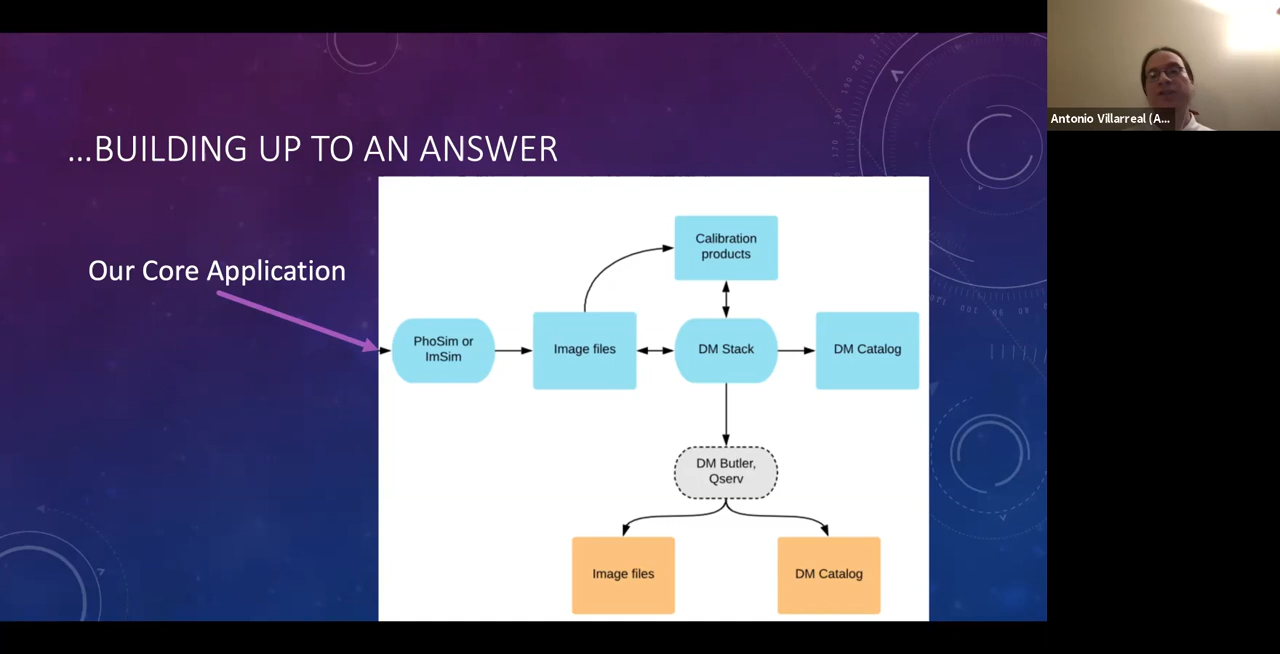 ...BUILDING UP TO AN ANSWER
Antonio Villarreal (A...
Our Core Application
Calibration
products
PhoSim or
ImSim
Image files
DM Stack
DM Catalog
DM Butler,
Qserv
Image files
DM Catalog